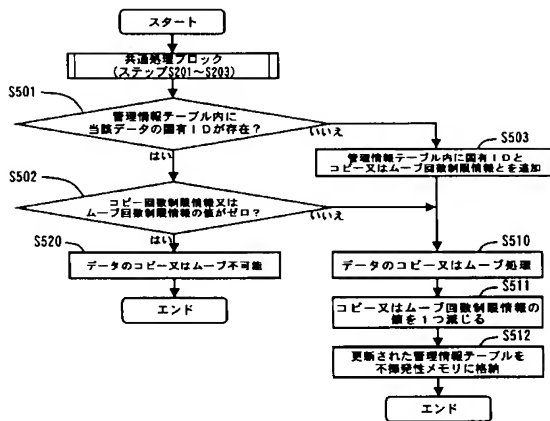 スタート
共通処理ブロック
(ステップS201～S203)
S501
管理情報テーブル内に
当該データの固有IDが存在?
いいえ
はい
S503
管理情報テーブル内に固有IDと
コピー又はムーブ回数制限情報とを追加
S502
コピー回数制限情報又は
ムーブ回数制限情報の値がゼロ?
いいえ
はい
S520
データのコピー又はムーブ不可能
エンド
S510
データのコピー又はムーブ処理
S511
コピー又はムーブ回数制限情報の
値を1つ減じる
S512
更新された管理情報テーブルを
不揮発性メモリに格納
エンド